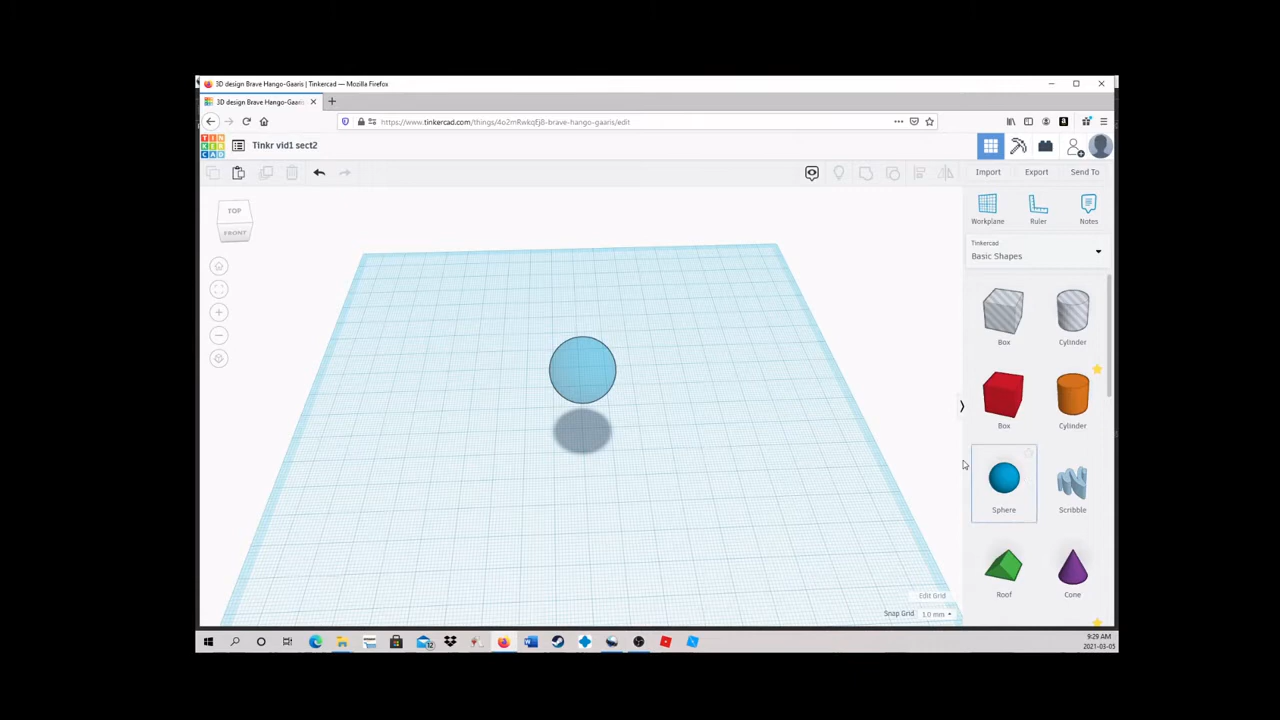 3D design Brave Hango-Gaaris | Tinkercad — Mozilla Firefox
3D design Brave Hango-Gaaris
https://www.tinkercad.com/things/4o2mRwkqEj8-brave-hango-gaaris/edit
TIN
KER
CAD
Tinkr vid1 sect2
Import
Export
Send To
TOP
FRONT
Workplane
Ruler
Notes
Tinkercad
Basic Shapes
Box
Cylinder
Box
Cylinder
Sphere
Scribble
Roof
Cone
Edit Grid
Snap Grid
1.0 mm
12
9:29 AM
2021-03-05